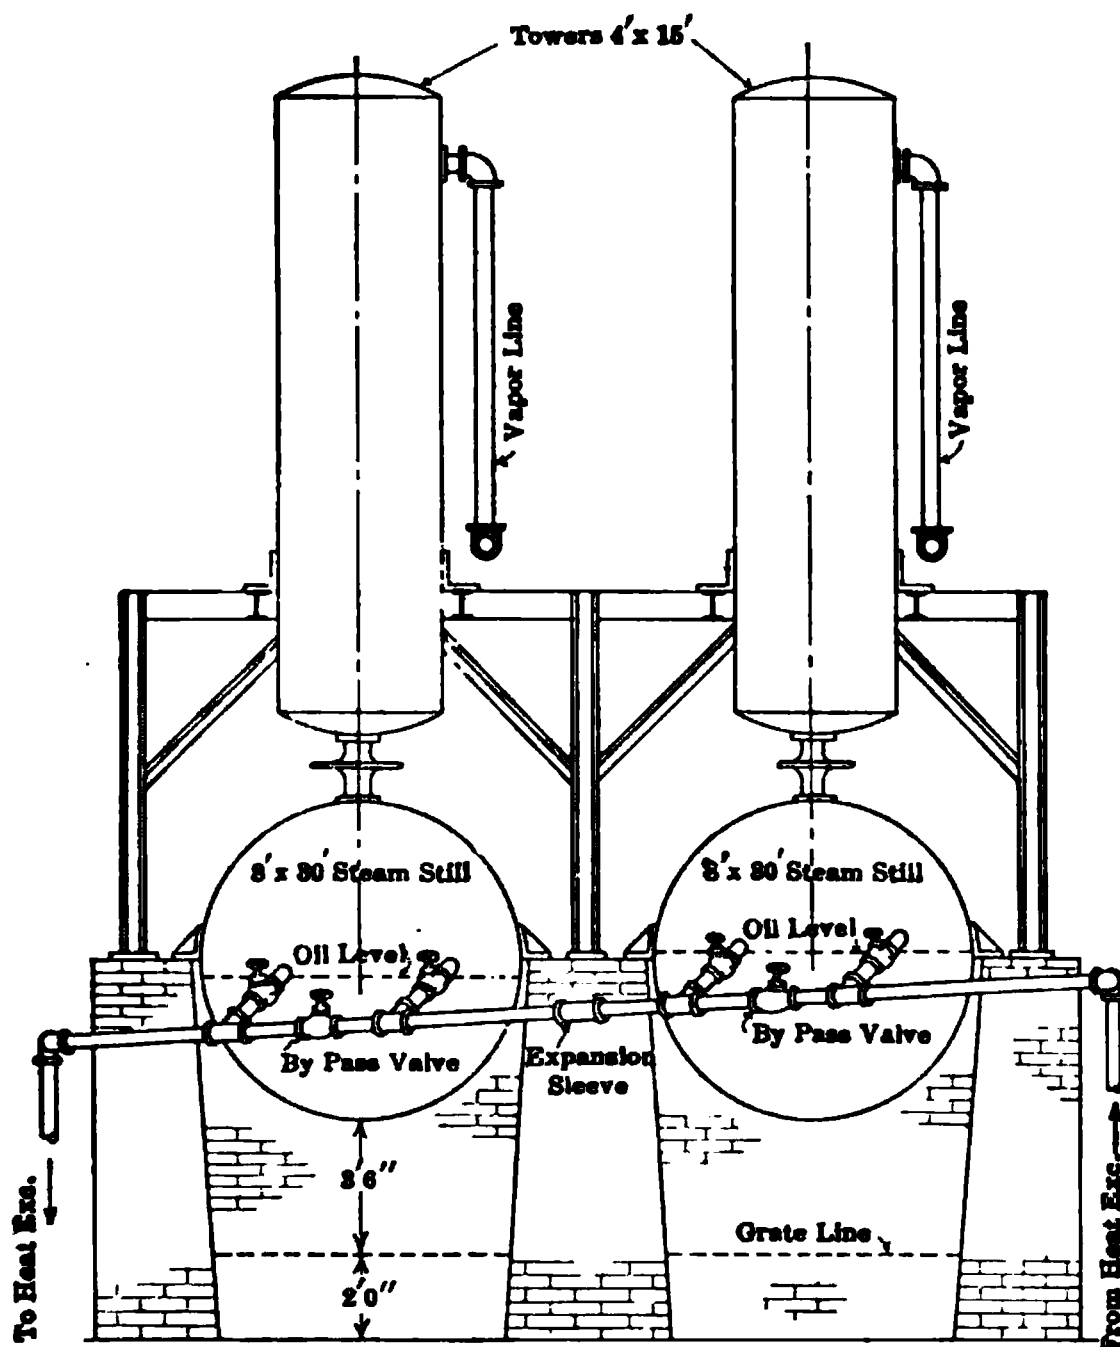 Towers 4'x 15'
Vapor Line
Vapor Line
8'x 30' Steam Still
8'x 30' Steam Still
Oil Level
Oil Level
By Pass Valve
By Pass Valve
Expansion
Sleeve
3'6"
Grate Line
2'0"
To Heat Exc.
From Heat Exc.